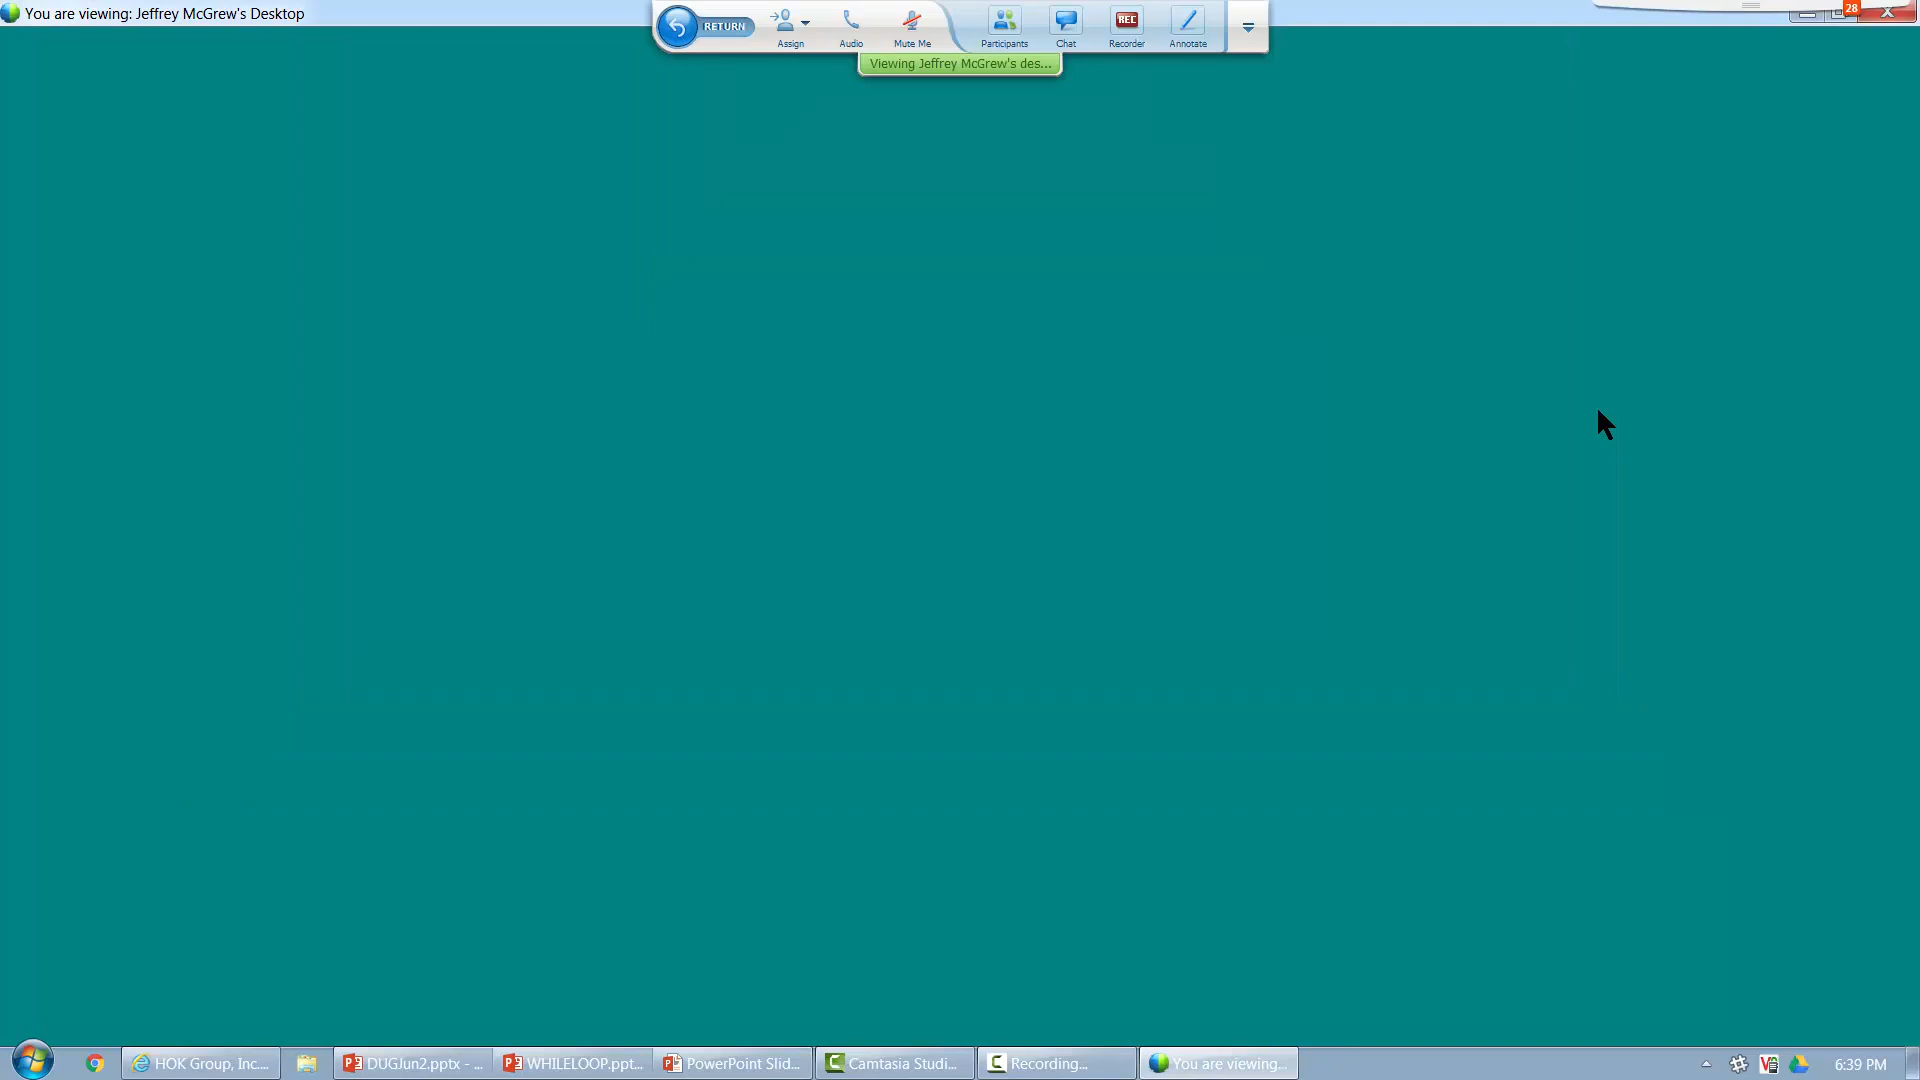 You are viewing: Jeffrey McGrew's Desktop
RETURN
Assign
Audio
Mute Me
Participants
Chat
REC
Recorder
Annotate
28
Viewing Jeffrey McGrew's des...
HOK Group, Inc....
DUGJun2.pptx - ...
WHILELOOP.ppt...
PowerPoint Slid...
Camtasia Studi...
Recording...
You are viewing...
6:39 PM